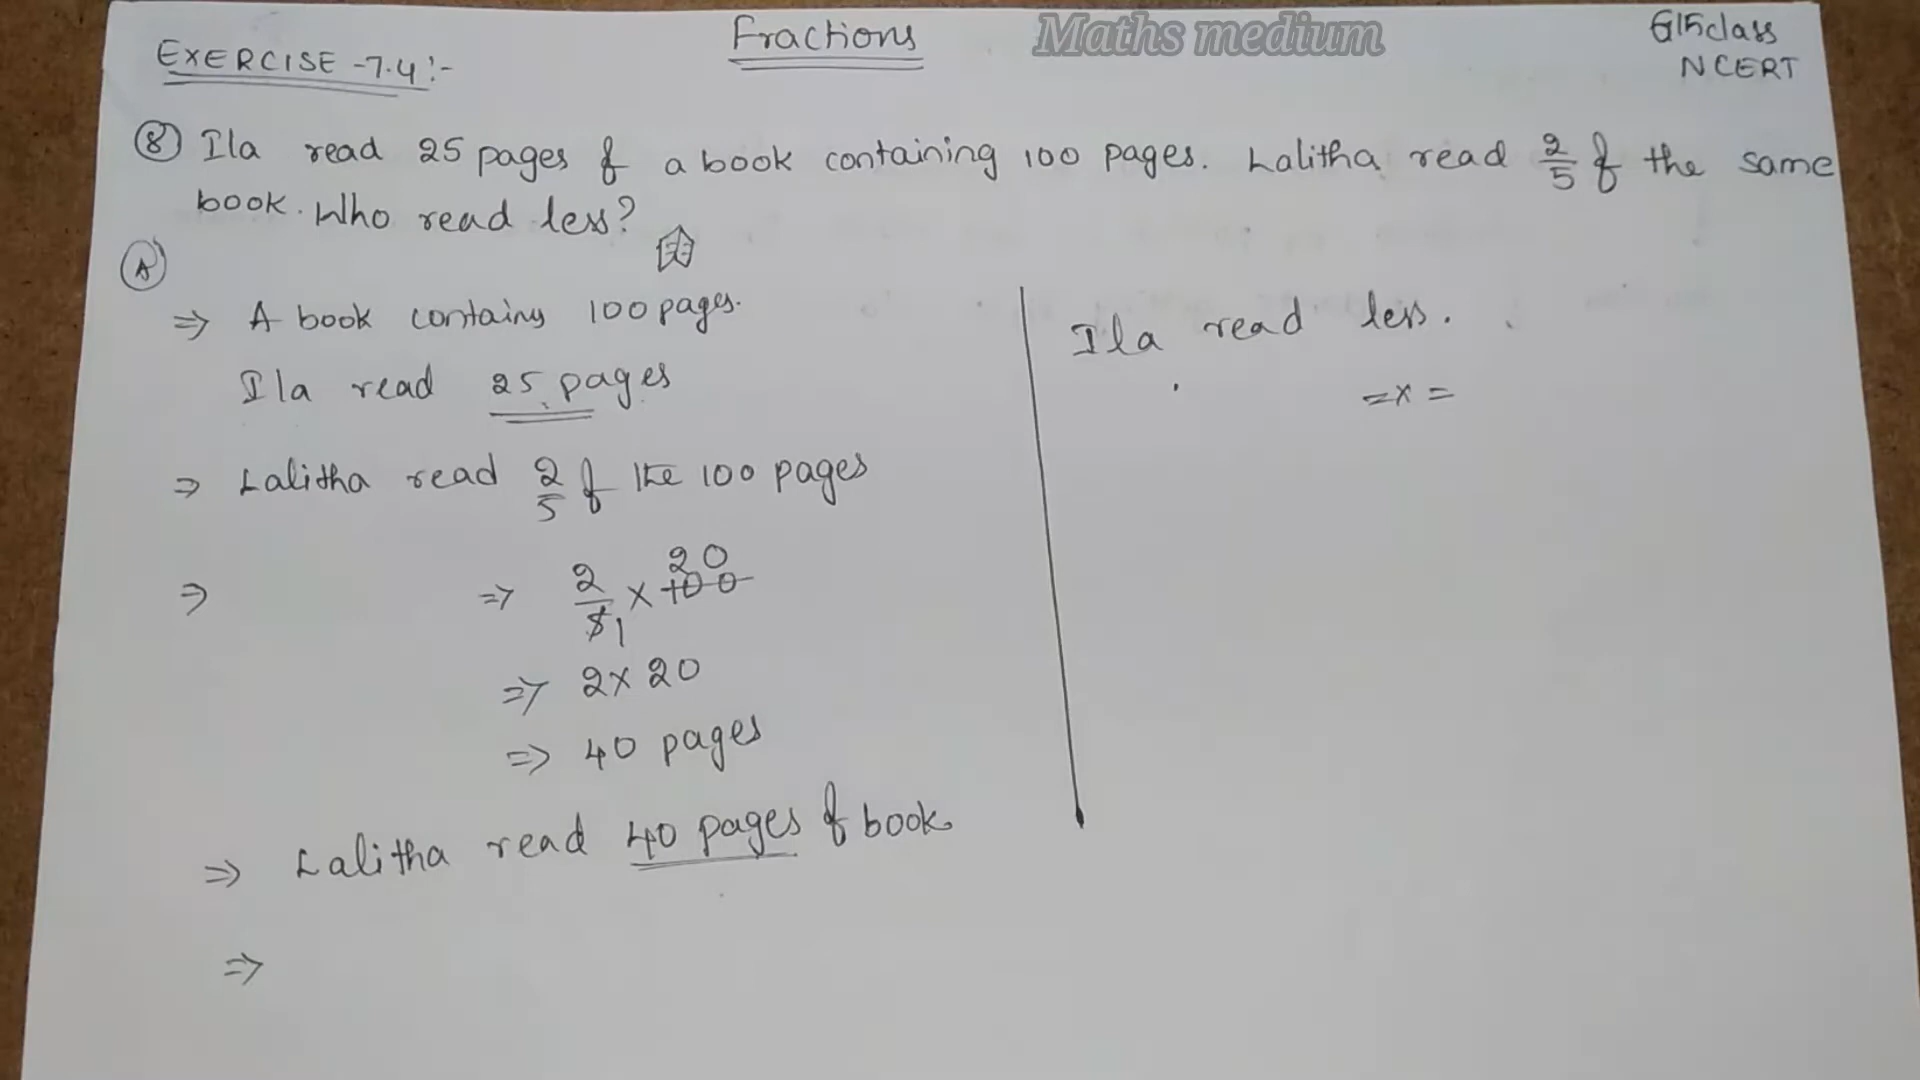 EXERCISE -7.4:-
Fractions
Maths medium
6th class
NCERT
8 Ila read 25 pages of a book containing 100 pages. Lalitha read 2/5 of the same
book. Who read less?
A
⇒ A book contains 100 pages.
Ila read 25 pages
⇒ Lalitha read 2/5 of the 100 pages
⇒ ⇒ 2/5 1 × 100 20
⇒ 2 × 20
⇒ 40 pages
⇒ Lalitha read 40 pages of book.
⇒
Ila read less.
= x =